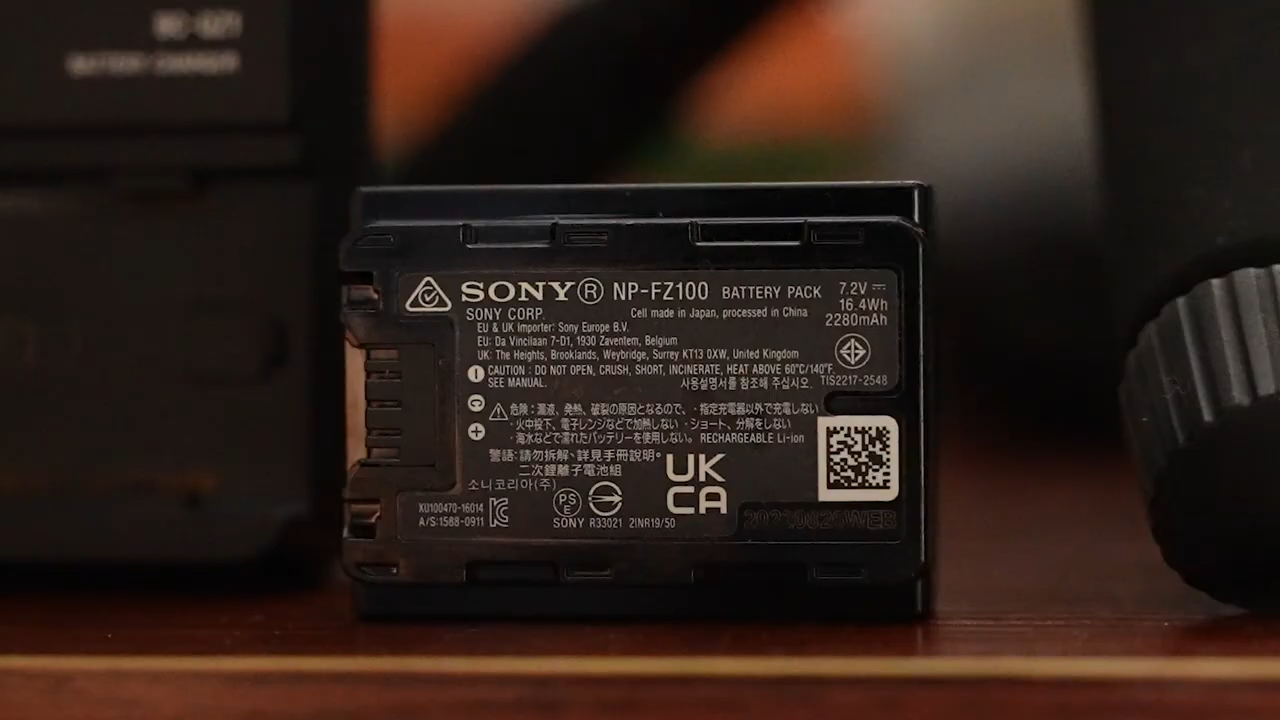 BATTERY CHARGER
SONY® NP-FZ100 BATTERY PACK
7.2V ⎓
16.4Wh
2280mAh
SONY CORP.
Cell made in Japan, processed in China
EU & UK Importer: Sony Europe B.V.
EU: Da Vincilaan 7-D1, 1930 Zaventem, Belgium
UK: The Heights, Brooklands, Weybridge, Surrey KT13 0XW, United Kingdom
CAUTION : DO NOT OPEN, CRUSH, SHORT, INCINERATE, HEAT ABOVE 60°C/140°F.
SEE MANUAL.
사용설명서를 참조해 주십시오.
TIS2217-2548
C
危険：漏液、発熱、破裂の原因となるので、・指定充電器以外で充電しない
・火中投下、電子レンジなどで加熱しない ・ショート、分解をしない
・海水などで濡れたバッテリーを使用しない。 RECHARGEABLE Li-ion
警語：請勿拆解、詳見手冊說明。
二次鋰離子電池組
소니코리아(주)
UK
CA
XU100470-16014
A/S:1588-0911
PS
E
SONY R33021 2INR19/50